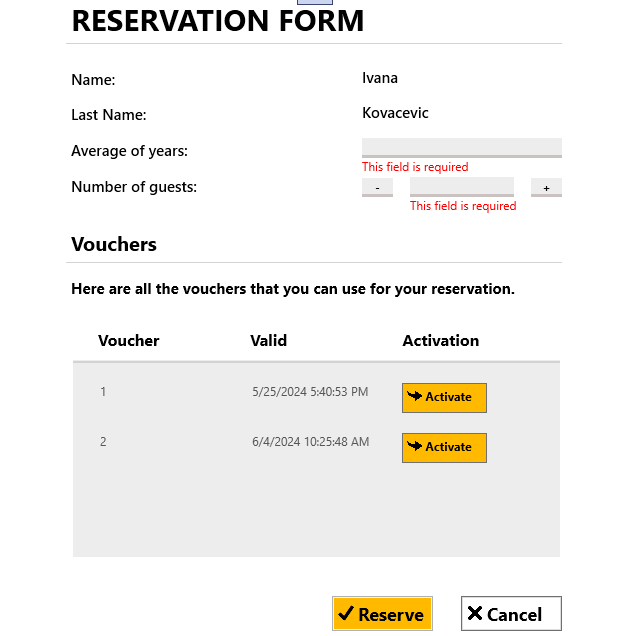 RESERVATION FORM
Name: Ivana
Last Name: Kovacevic
Average of years:
This field is required
Number of guests: - +
This field is required
Vouchers
Here are all the vouchers that you can use for your reservation.
Voucher Valid Activation
1 5/25/2024 5:40:53 PM Activate
2 6/4/2024 10:25:48 AM Activate
Reserve Cancel